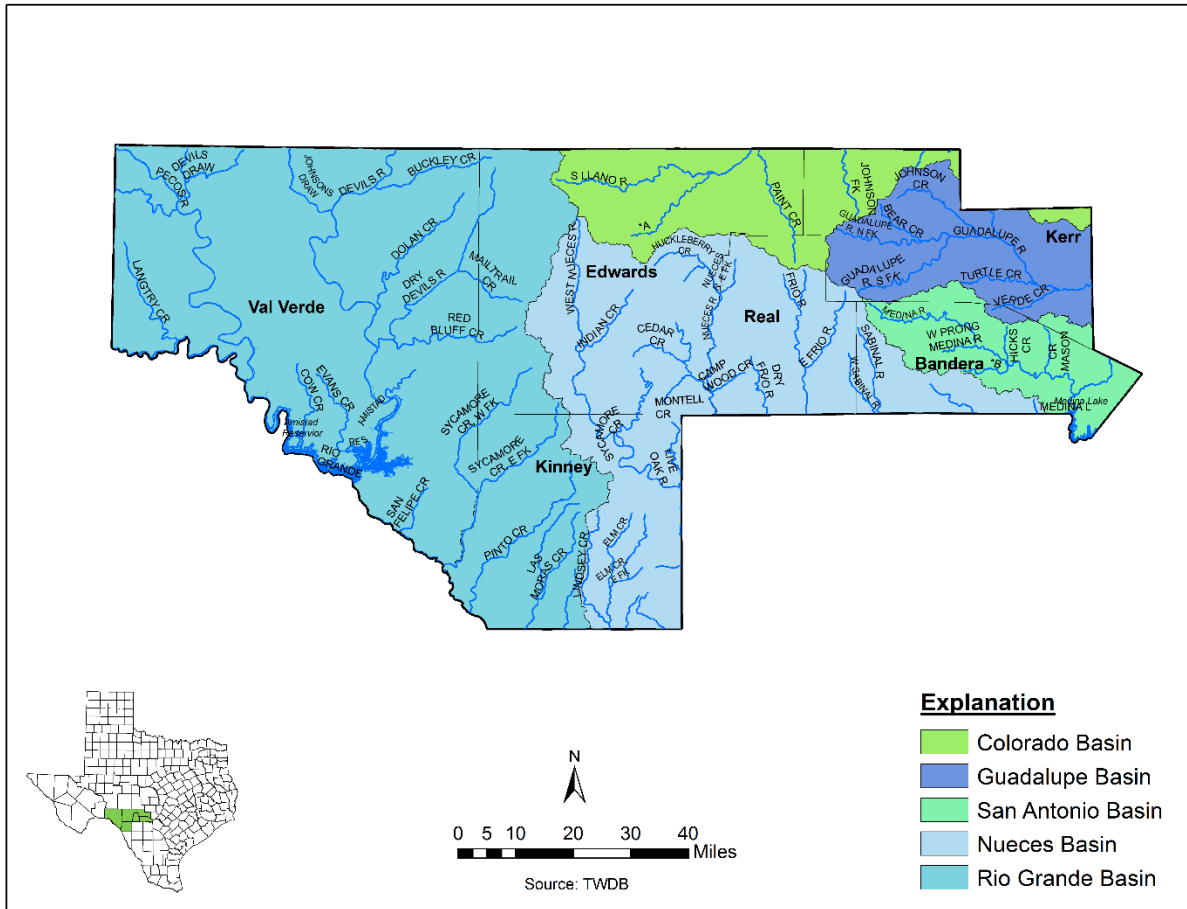 DEVILS
DRAW
PECOS R
JOHNSONS
DRAW
DEVILS R
BUCKLEY CR
S LLANO R
PAINT CR
JOHNSON
FK
JOHNSON
CR
BEAR CR
GUADALUPE
R, N FK
GUADALUPE R
Kerr
*A
HUCKLEBERRY
CR
DOLAN CR
MAILTRAIL
CR
WEST NUECES R
Edwards
NUECES
R, E FK
GUADALUPE
R, S FK
TURTLE CR
VERDE CR
LANGTRY CR
Val Verde
DRY
DEVILS R
RED
BLUFF CR
INDIAN CR
CEDAR
CR
NUECES R
Real
FRIO R
E FRIO R
SABINAL R
W SABINAL R
MEDINA R
W PRONG
MEDINA R
HICKS
CR
CR
MASON
Bandera
*B
Medina Lake
MEDINA L
EVANS CR
COW CR
Amistad
Reservior
AMISTAD
RES
RIO
GRANDE
SYCAMORE
CR, W FK
SYCAMORE
CR, E FK
SYCAMORE
CR
MONTELL
CR
CAMP
WOOD CR
DRY
FRIO R
LIVE
OAK R
Kinney
SAN
FELIPE CR
PINTO CR
LAS
MORAS CR
LINDSEY CR
ELM CR
ELM CR
E FK
N
0 5 10 20 30 40
Miles
Source: TWDB
Explanation
Colorado Basin
Guadalupe Basin
San Antonio Basin
Nueces Basin
Rio Grande Basin